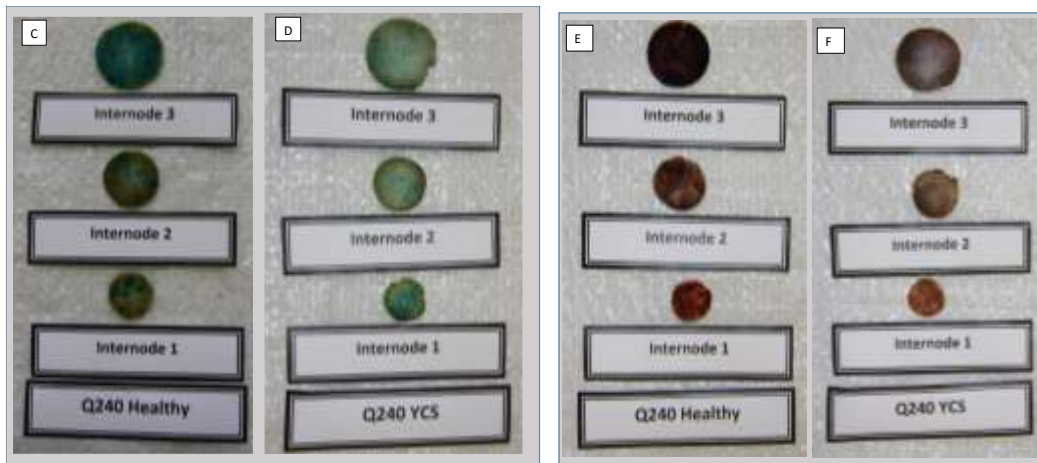 C
Internode 3
Internode 2
Internode 1
Q240 Healthy
D
Internode 3
Internode 2
Internode 1
Q240 YCS
E
Internode 3
Internode 2
Internode 1
Q240 Healthy
F
Internode 3
Internode 2
Internode 1
Q240 YCS